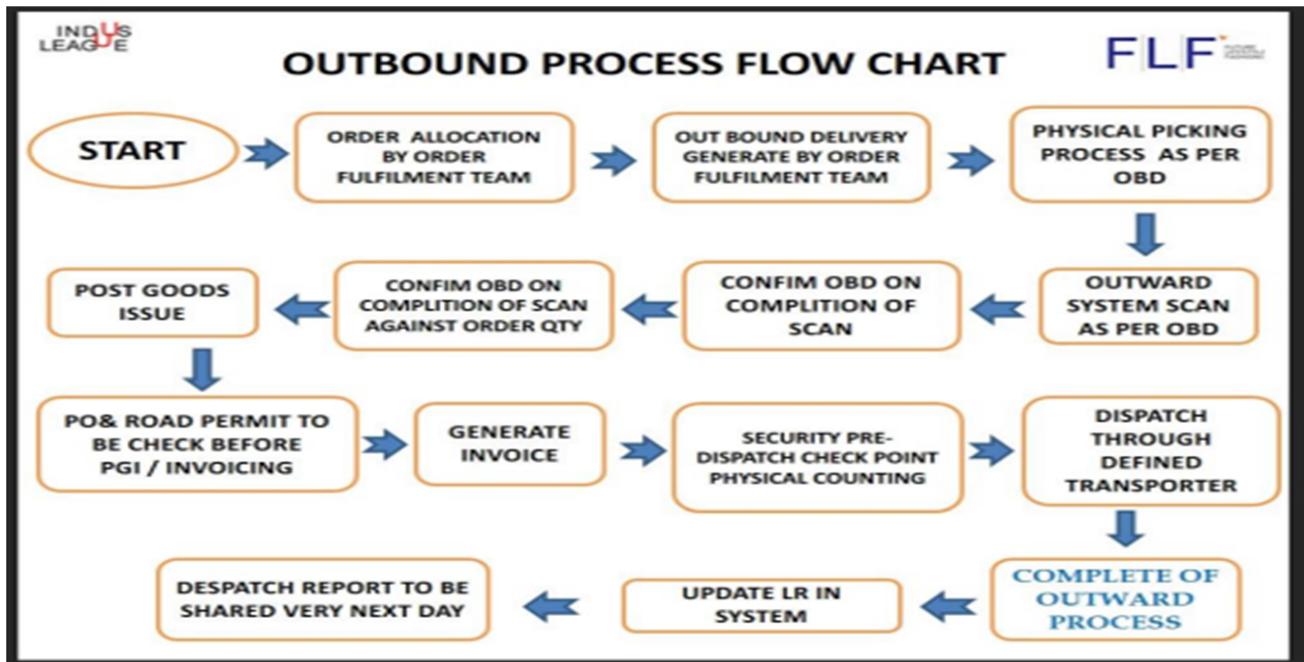 INDUS
LEAGUE
OUTBOUND PROCESS FLOW CHART
FLF
START
ORDER ALLOCATION
BY ORDER
FULFILMENT TEAM
OUT BOUND DELIVERY
GENERATE BY ORDER
FULFILMENT TEAM
PHYSICAL PICKING
PROCESS AS PER
OBD
OUTWARD
SYSTEM SCAN
AS PER OBD
CONFIM OBD ON
COMPLITION OF
SCAN
CONFIM OBD ON
COMPLITION OF SCAN
AGAINST ORDER QTY
POST GOODS
ISSUE
PO& ROAD PERMIT TO
BE CHECK BEFORE
PGI / INVOICING
GENERATE
INVOICE
SECURITY PRE-
DISPATCH CHECK POINT
PHYSICAL COUNTING
DISPATCH
THROUGH
DEFINED
TRANSPORTER
COMPLETE OF
OUTWARD
PROCESS
UPDATE LR IN
SYSTEM
DESPATCH REPORT TO BE
SHARED VERY NEXT DAY